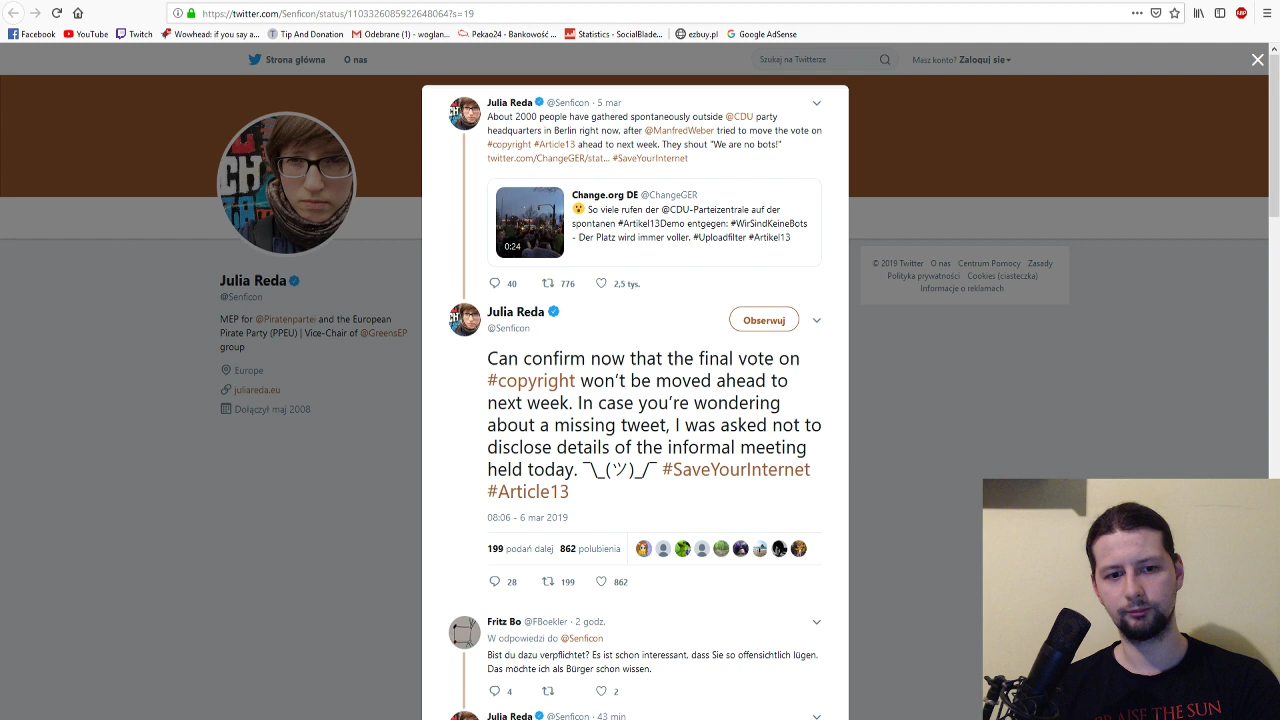 https://twitter.com/Senficon/status/1103326085922648064?s=19
Facebook YouTube Twitch Wowhead: if you say a... Tip And Donation Odebrane (1) - woglan... Pekao24 - Bankowość ... Statistics - SocialBlade... ezbuy.pl Google AdSense
Strona główna O nas Szukaj na Twitterze Masz konto? Zaloguj się
Julia Reda @Senficon · 5 mar
About 2000 people have gathered spontaneously outside @CDU party
headquarters in Berlin right now, after @ManfredWeber tried to move the vote on
#copyright #Article13 ahead to next week. They shout "We are no bots!"
twitter.com/ChangeGER/stat... #SaveYourInternet
Change.org DE @ChangeGER
So viele rufen der @CDU-Parteizentrale auf der
spontanen #Artikel13Demo entgegen: #WirSindKeineBots
- Der Platz wird immer voller. #Uploadfilter #Artikel13
0:24
40 776 2,5 tys.
Julia Reda
@Senficon
Obserwuj
Can confirm now that the final vote on
#copyright won't be moved ahead to
next week. In case you're wondering
about a missing tweet, I was asked not to
disclose details of the informal meeting
held today. ¯\_(ツ)_/¯ #SaveYourInternet
#Article13
08:06 - 6 mar 2019
199 podań dalej 862 polubienia
28 199 862
Fritz Bo @FBoekler · 2 godz.
W odpowiedzi do @Senficon
Bist du dazu verpflichtet? Es ist schon interessant, dass Sie so offensichtlich lügen.
Das möchte ich als Bürger schon wissen.
4 2
Julia Reda @Senficon · 43 min
Julia Reda
@Senficon
MEP for @Piratenpartei and the European
Pirate Party (PPEU) | Vice-Chair of @GreensEP
group
Europe
juliareda.eu
Dołączył maj 2008
© 2019 Twitter O nas Centrum Pomocy Zasady
Polityka prywatności Cookies (ciasteczka)
Informacje o reklamach
PRAISE THE SUN